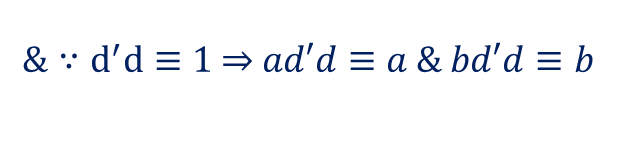 & ∵ d′d ≡ 1 ⇒ ad′d ≡ a & bd′d ≡ b